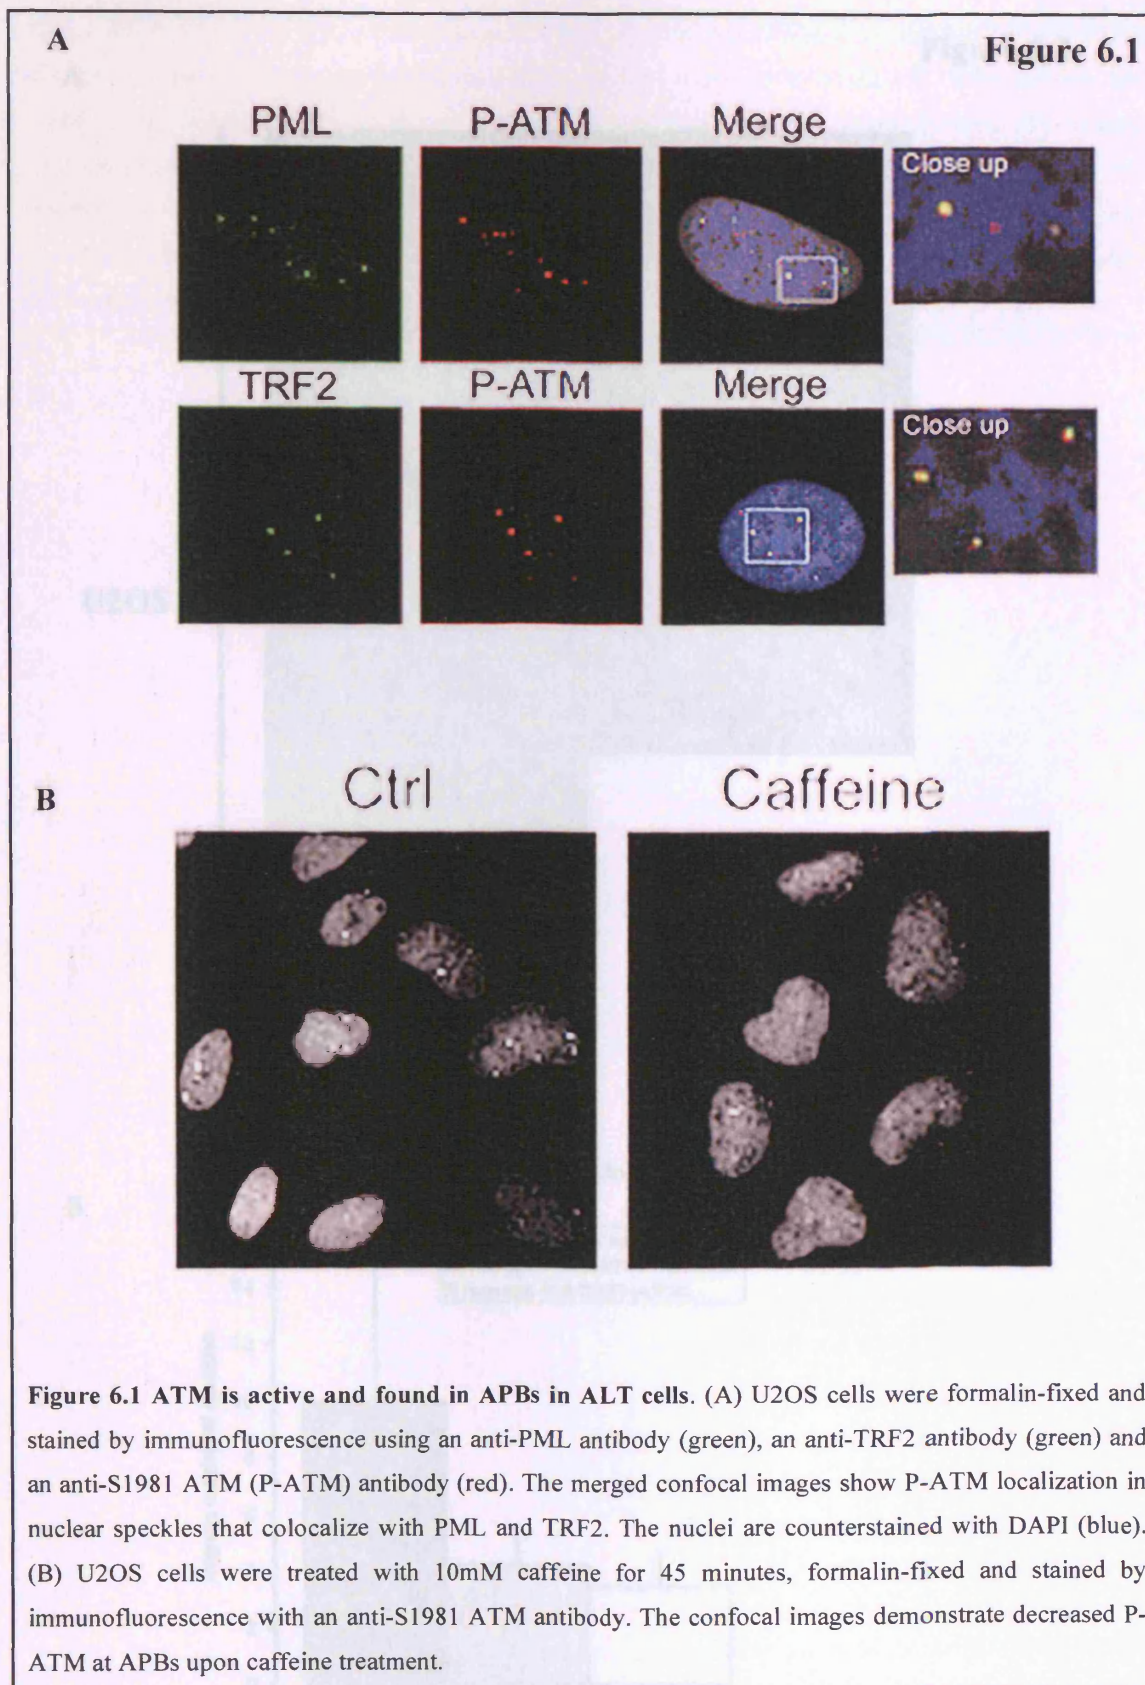 A
Figure 6.1
PML P-ATM Merge
Close up
TRF2 P-ATM Merge
Close up
U2OS
B
Ctrl Caffeine
Figure 6.1 ATM is active and found in APBs in ALT cells. (A) U2OS cells were formalin-fixed and
stained by immunofluorescence using an anti-PML antibody (green), an anti-TRF2 antibody (green) and
an anti-S1981 ATM (P-ATM) antibody (red). The merged confocal images show P-ATM localization in
nuclear speckles that colocalize with PML and TRF2. The nuclei are counterstained with DAPI (blue).
(B) U2OS cells were treated with 10mM caffeine for 45 minutes, formalin-fixed and stained by
immunofluorescence with an anti-S1981 ATM antibody. The confocal images demonstrate decreased P-
ATM at APBs upon caffeine treatment.